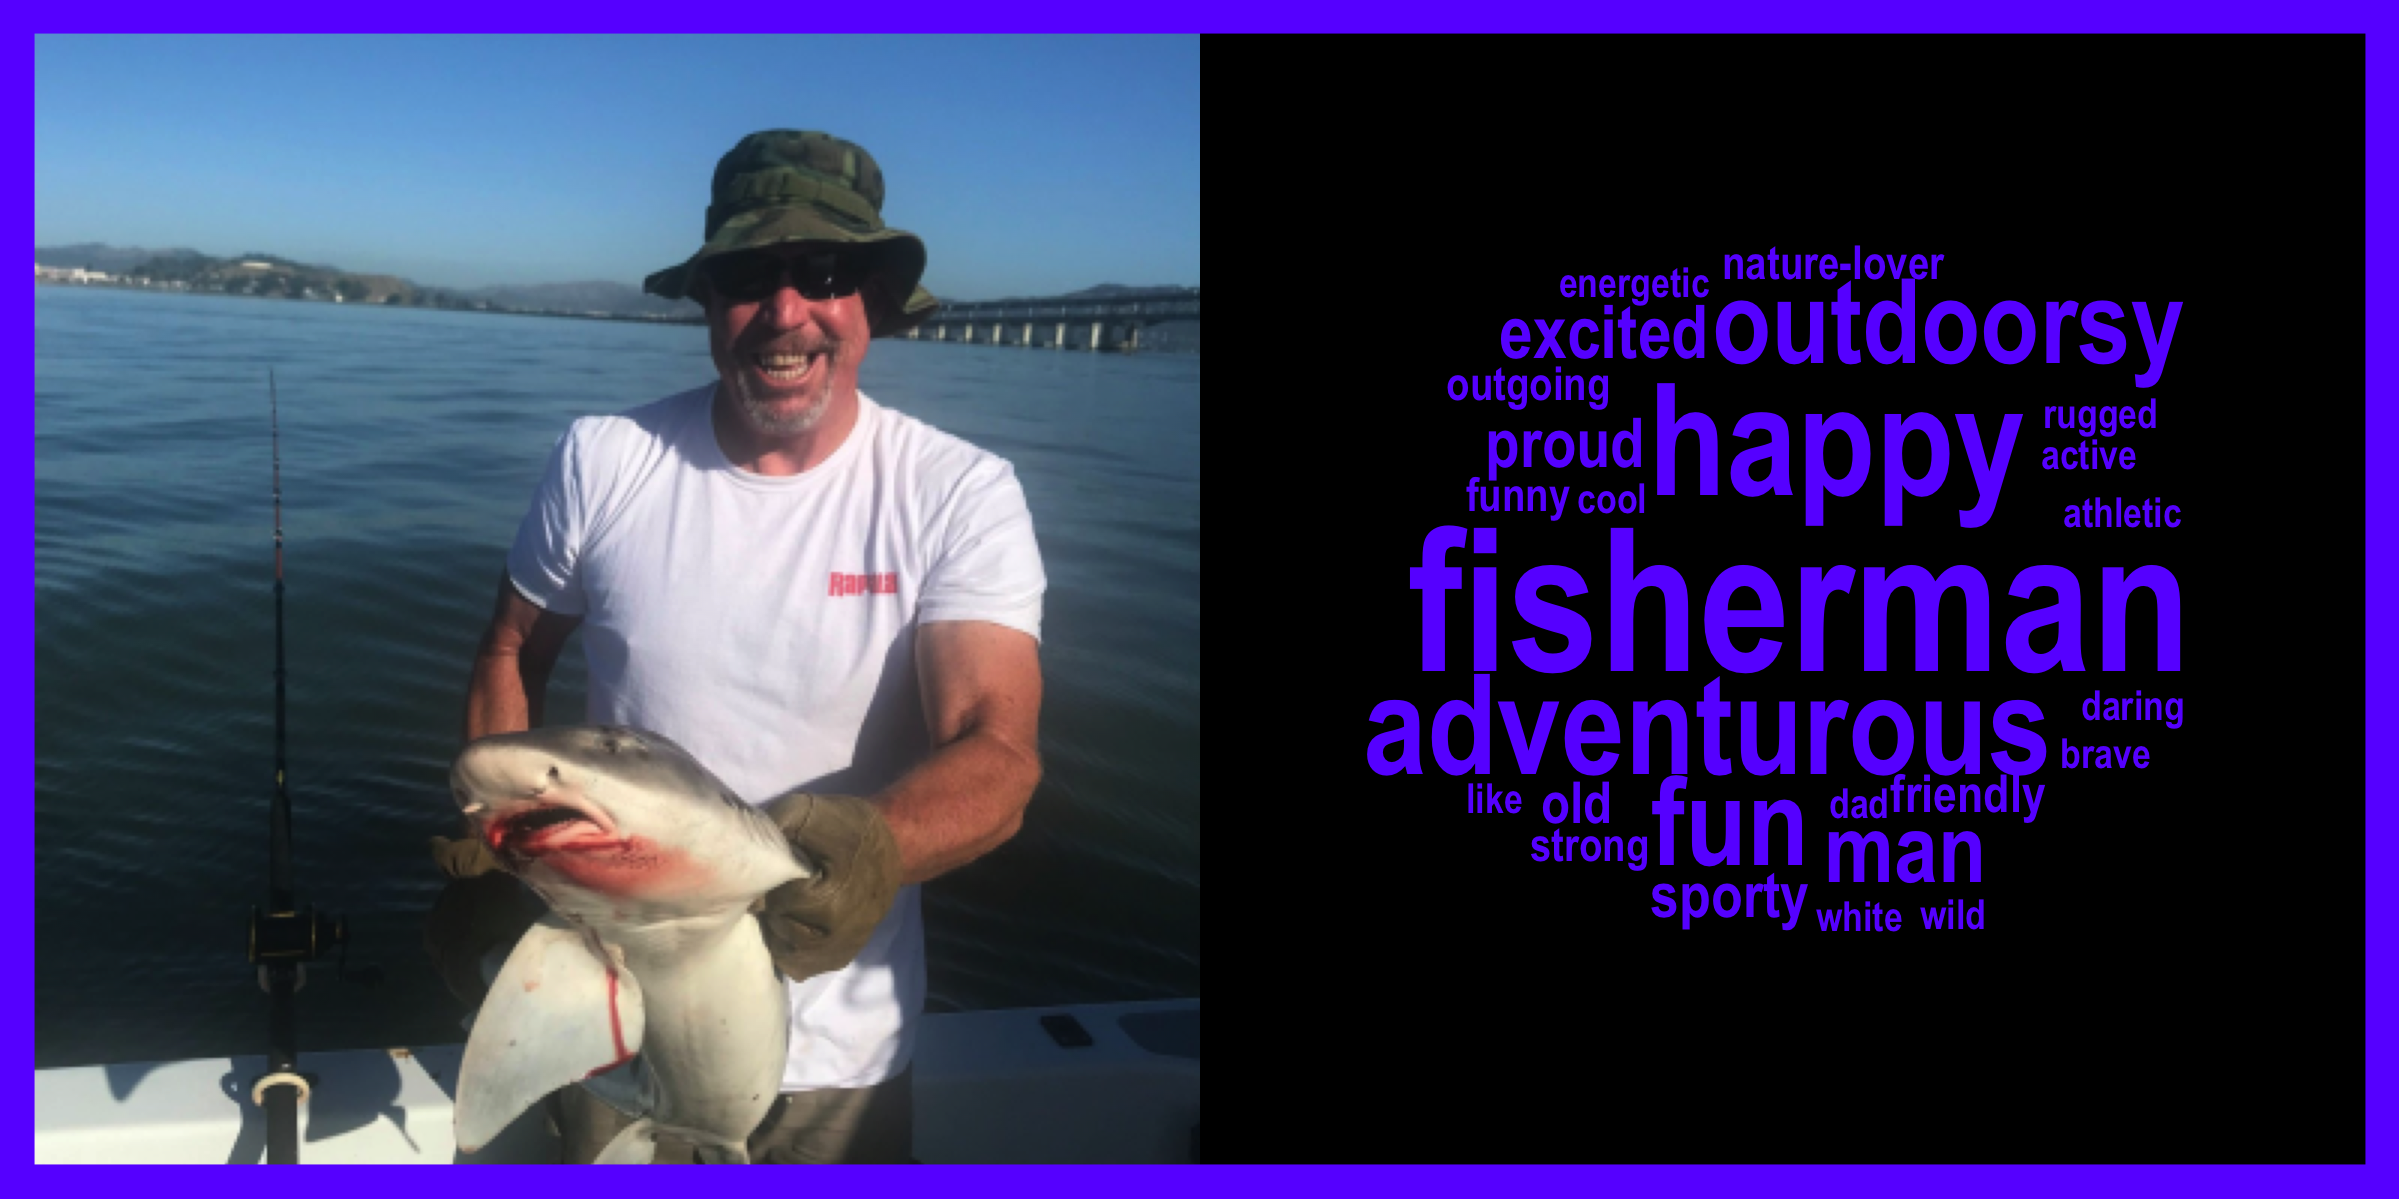 Rapala
energetic nature-lover
excited outdoorsy
outgoing
proud happy rugged
active
funny cool athletic
fisherman
adventurous daring
brave
like old fun dad friendly
strong man
sporty white wild